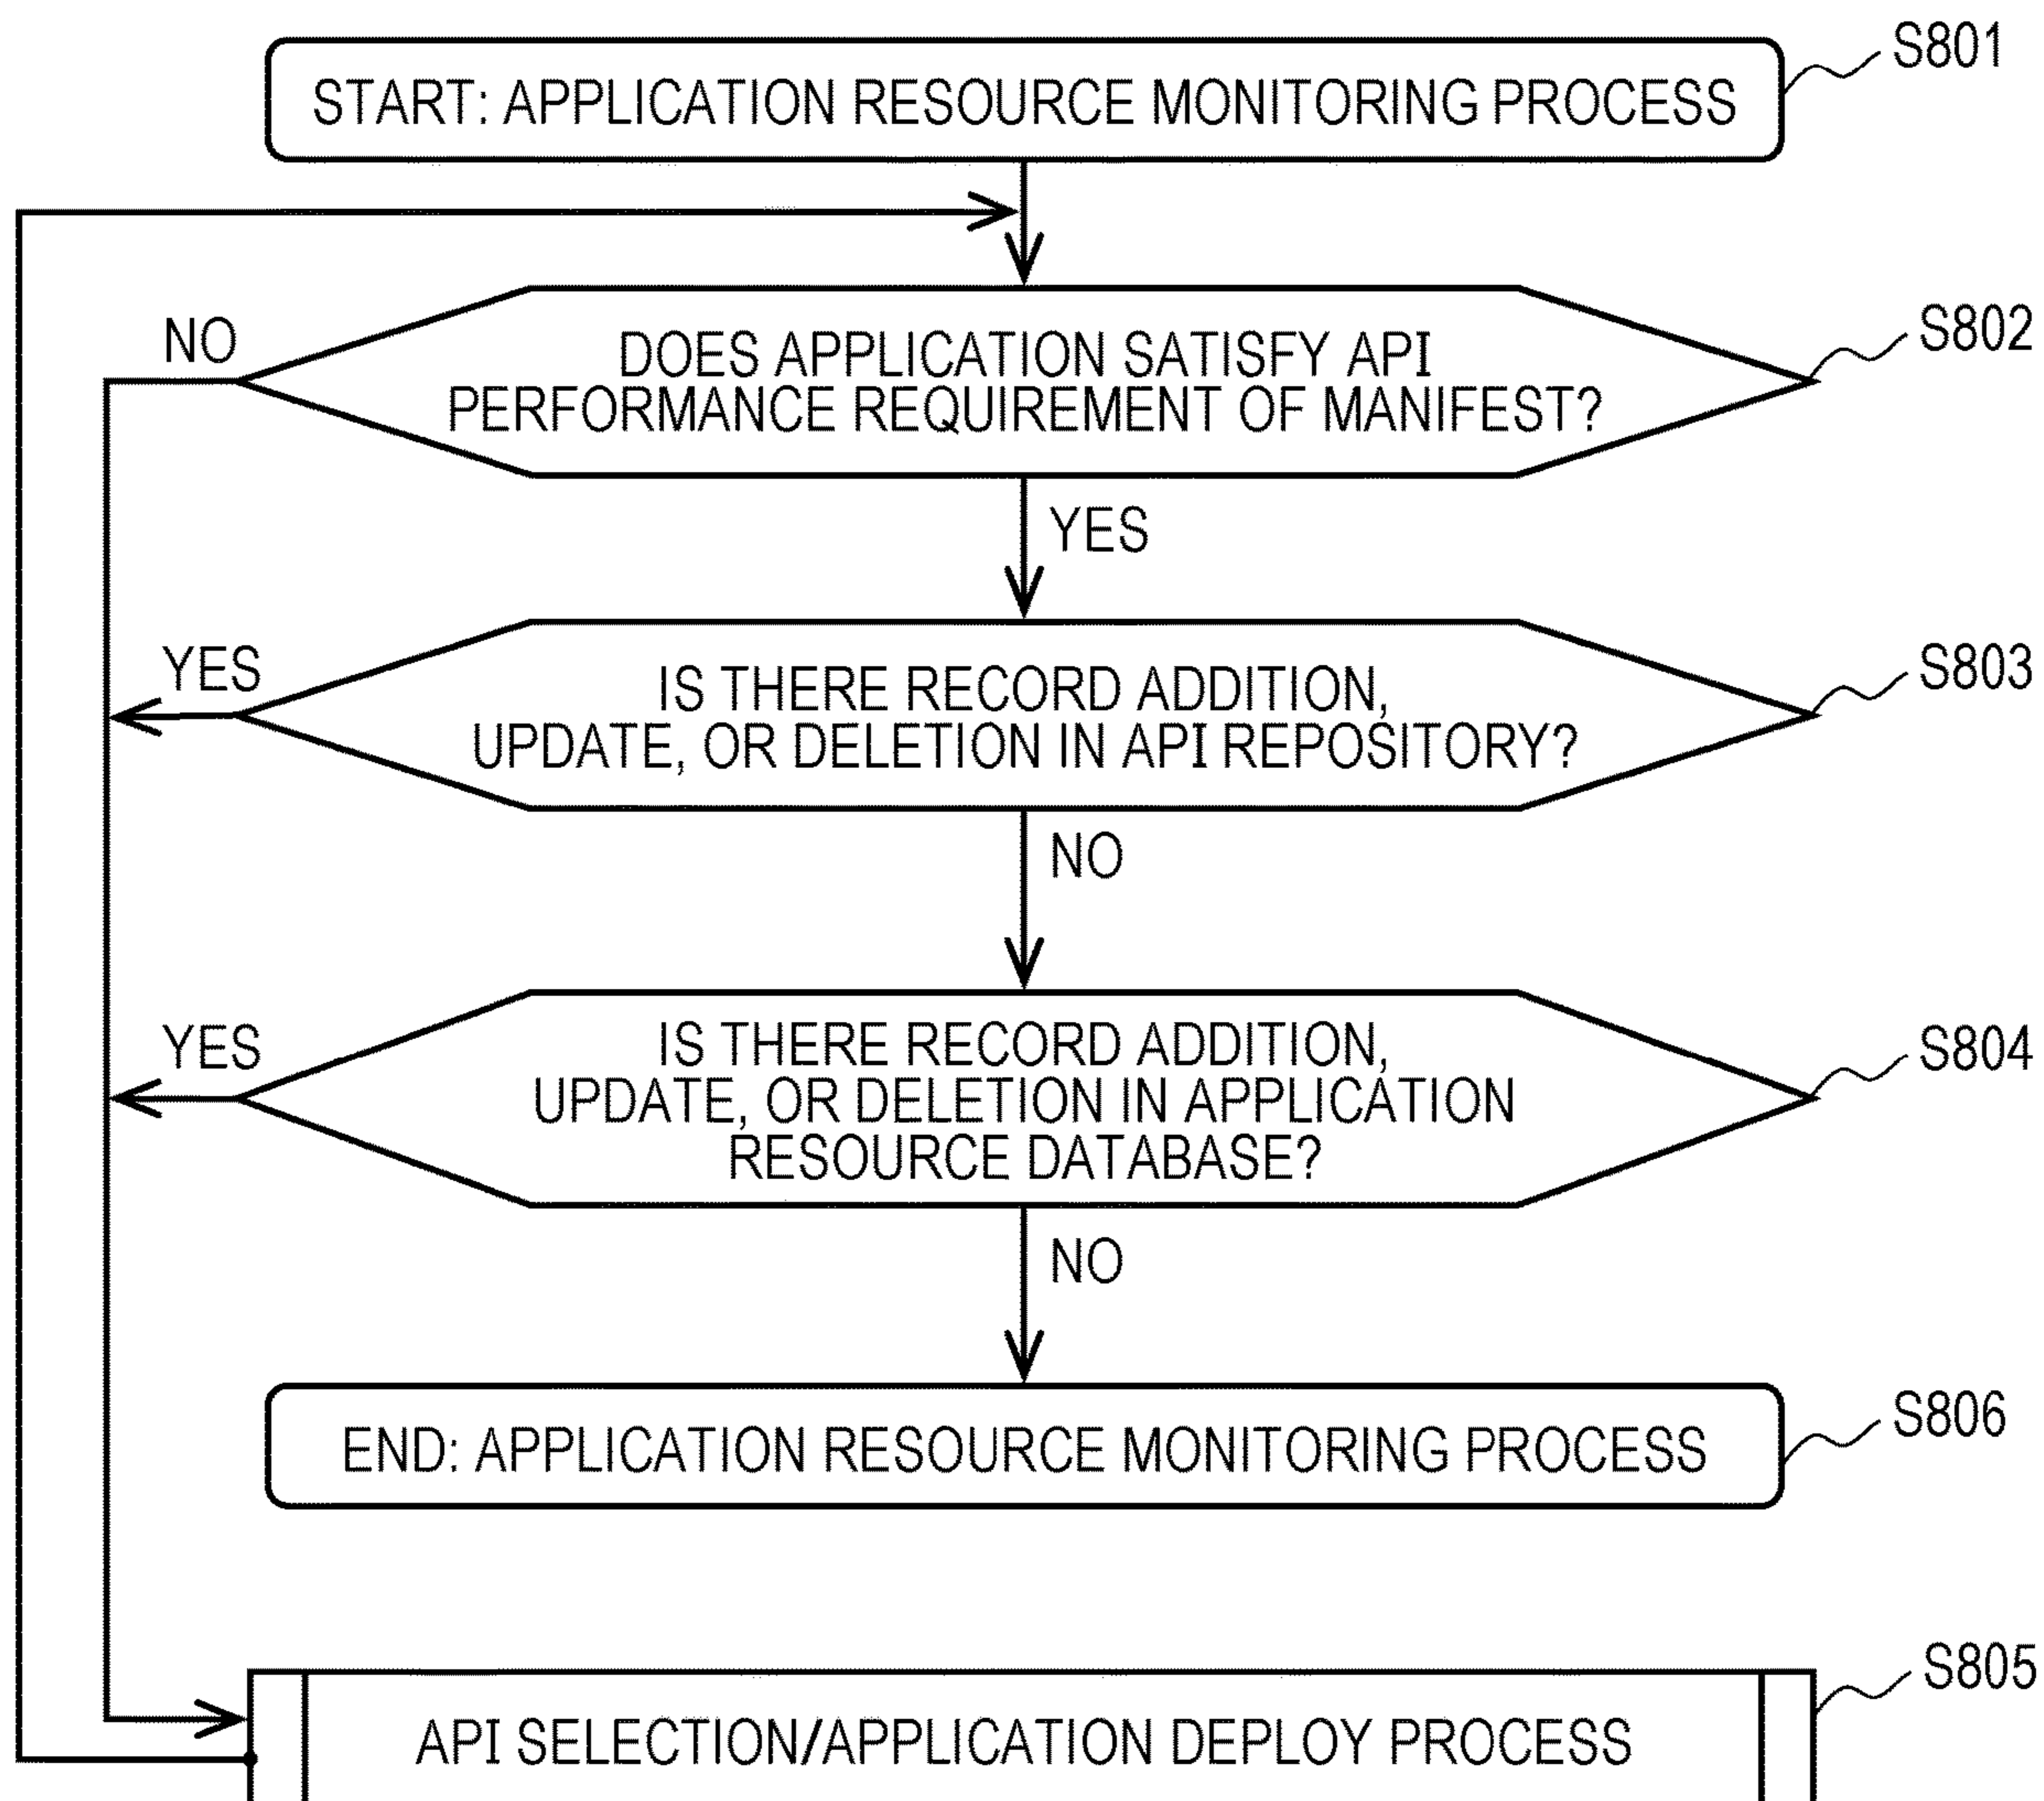 S801
START: APPLICATION RESOURCE MONITORING PROCESS
S802
NO
DOES APPLICATION SATISFY API
PERFORMANCE REQUIREMENT OF MANIFEST?
YES
S803
YES
IS THERE RECORD ADDITION,
UPDATE, OR DELETION IN API REPOSITORY?
NO
S804
YES
IS THERE RECORD ADDITION,
UPDATE, OR DELETION IN APPLICATION
RESOURCE DATABASE?
NO
S806
END: APPLICATION RESOURCE MONITORING PROCESS
S805
API SELECTION/APPLICATION DEPLOY PROCESS